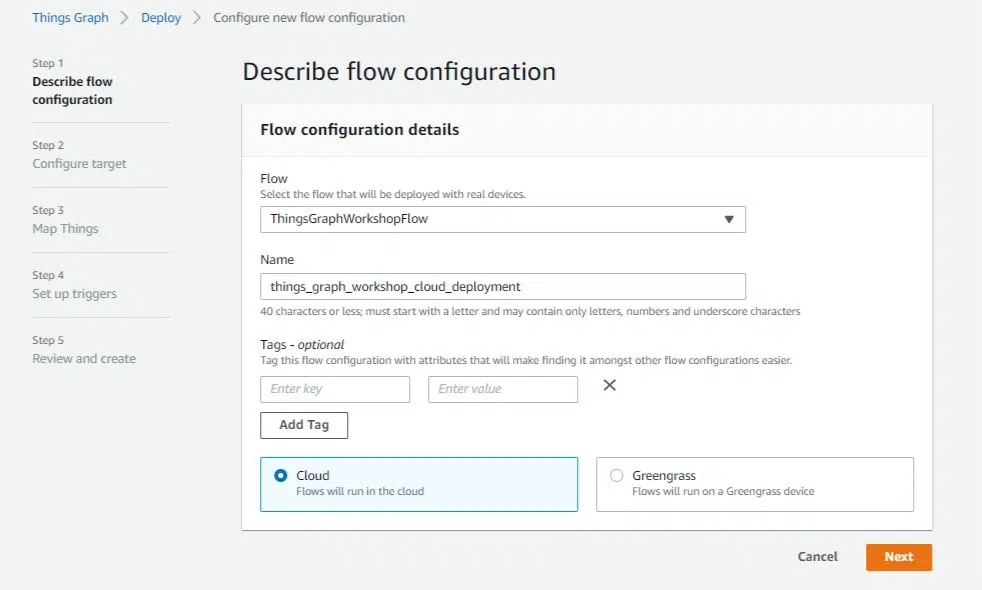 Things Graph > Deploy > Configure new flow configuration
Step 1
Describe flow
configuration
Step 2
Configure target
Step 3
Map Things
Step 4
Set up triggers
Step 5
Review and create
Describe flow configuration
Flow configuration details
Flow
Select the flow that will be deployed with real devices.
ThingsGraphWorkshopFlow
Name
things_graph_workshop_cloud_deployment
40 characters or less; must start with a letter and may contain only letters, numbers and underscore characters
Tags - optional
Tag this flow configuration with attributes that will make finding it amongst other flow configurations easier.
Enter key Enter value
Add Tag
Cloud
Flows will run in the cloud
Greengrass
Flows will run on a Greengrass device
Cancel Next